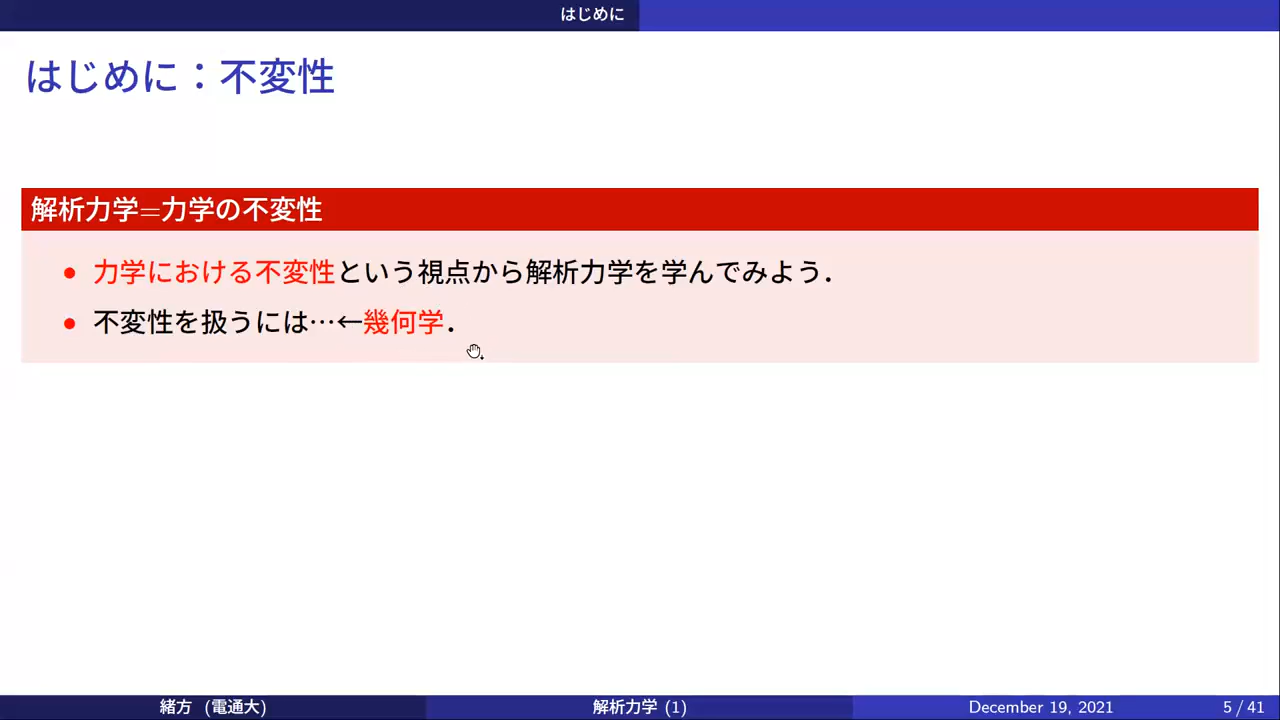 はじめに
はじめに：不変性
解析力学=力学の不変性
• 力学における不変性という視点から解析力学を学んでみよう．
• 不変性を扱うには…←幾何学．
緒方 (電通大)
解析力学 (1)
December 19, 2021
5 / 41